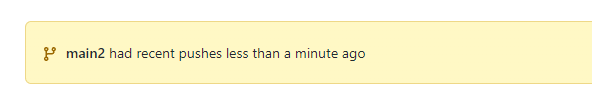 main2 had recent pushes less than a minute ago